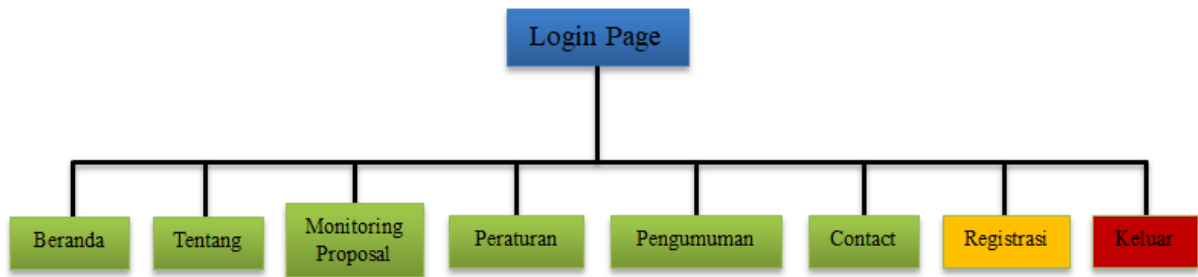 Login Page
Beranda
Tentang
Monitoring
Proposal
Peraturan
Pengumuman
Contact
Registrasi
Keluar